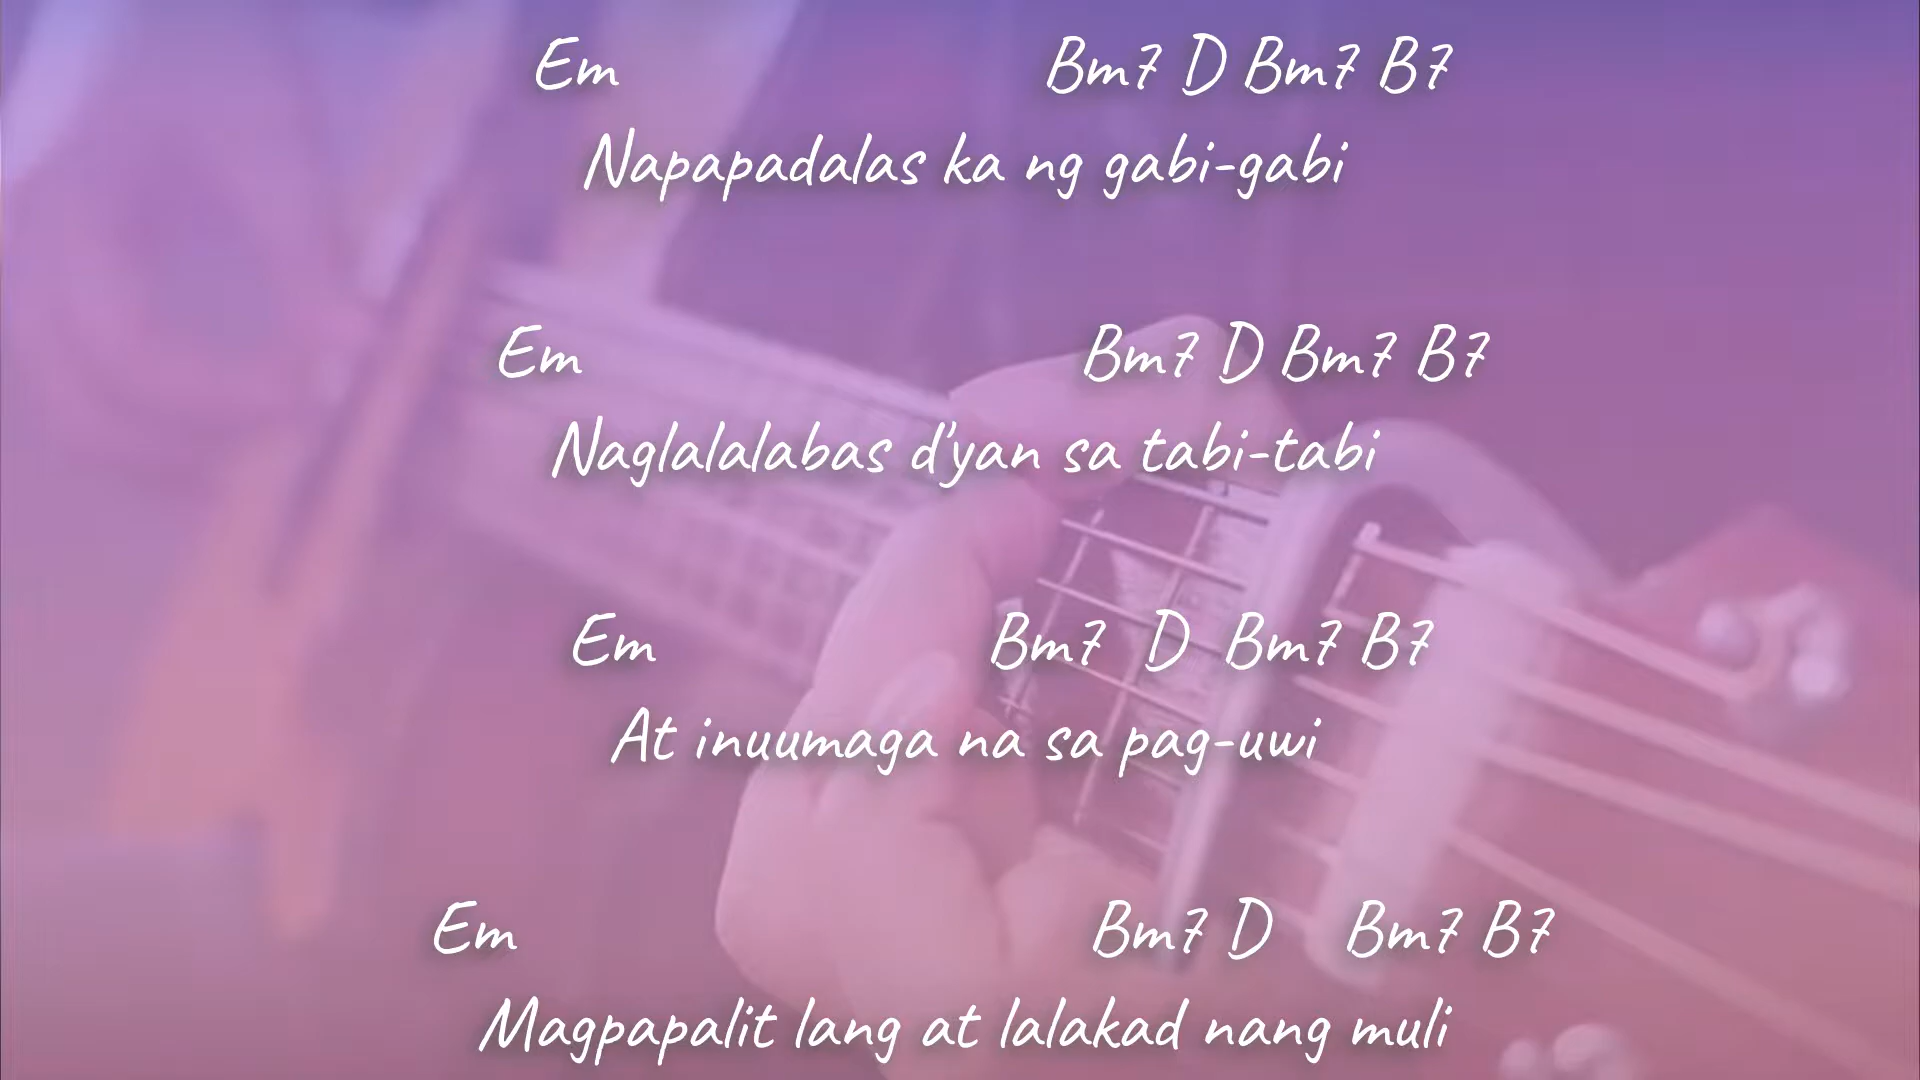 Em Bm7 D Bm7 B7
Napapadalas ka ng gabi-gabi
Em Bm7 D Bm7 B7
Naglalalabas d'yan sa tabi-tabi
Em Bm7 D Bm7 B7
At inuumaga na sa pag-uwi
Em Bm7 D Bm7 B7
Magpapalit lang at lalakad nang muli